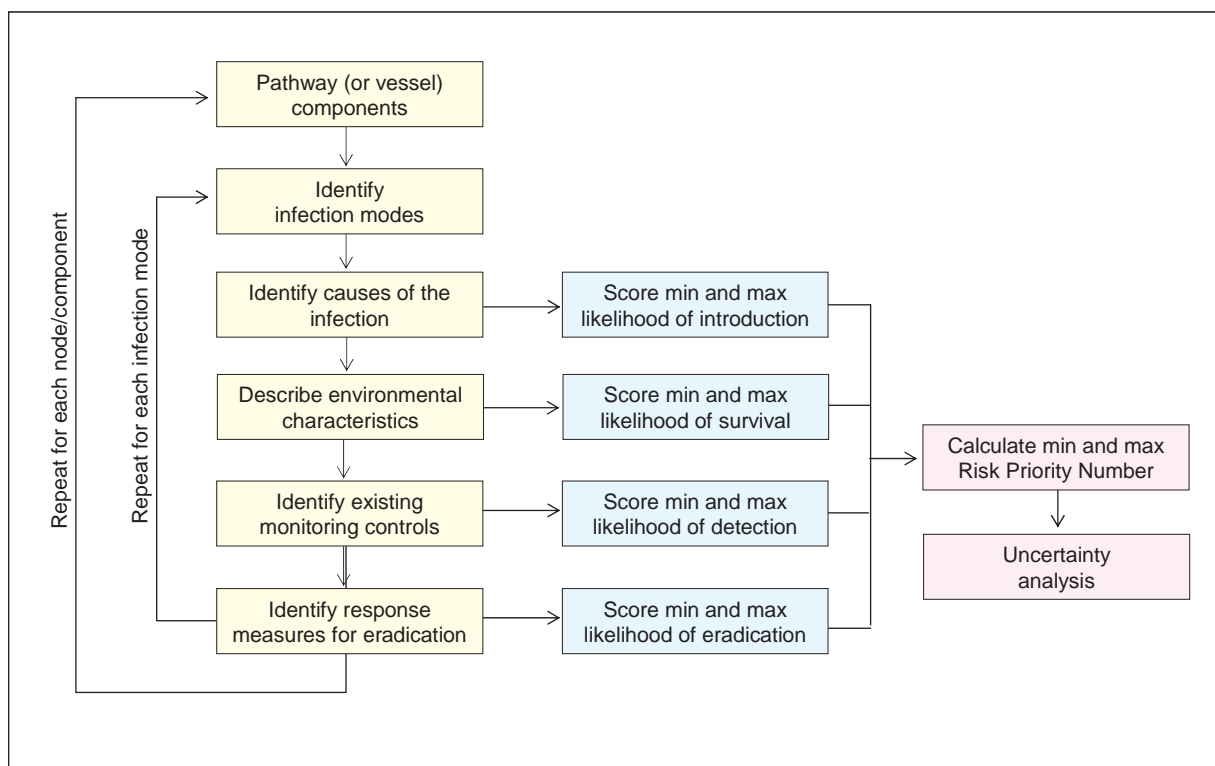 Pathway (or vessel)
components
Identify
infection modes
Identify causes of the
infection
Describe environmental
characteristics
Identify existing
monitoring controls
Identify response
measures for eradication
Repeat for each node/component
Repeat for each infection mode
Score min and max
likelihood of introduction
Score min and max
likelihood of survival
Score min and max
likelihood of detection
Score min and max
likelihood of eradication
Calculate min and max
Risk Priority Number
Uncertainty
analysis